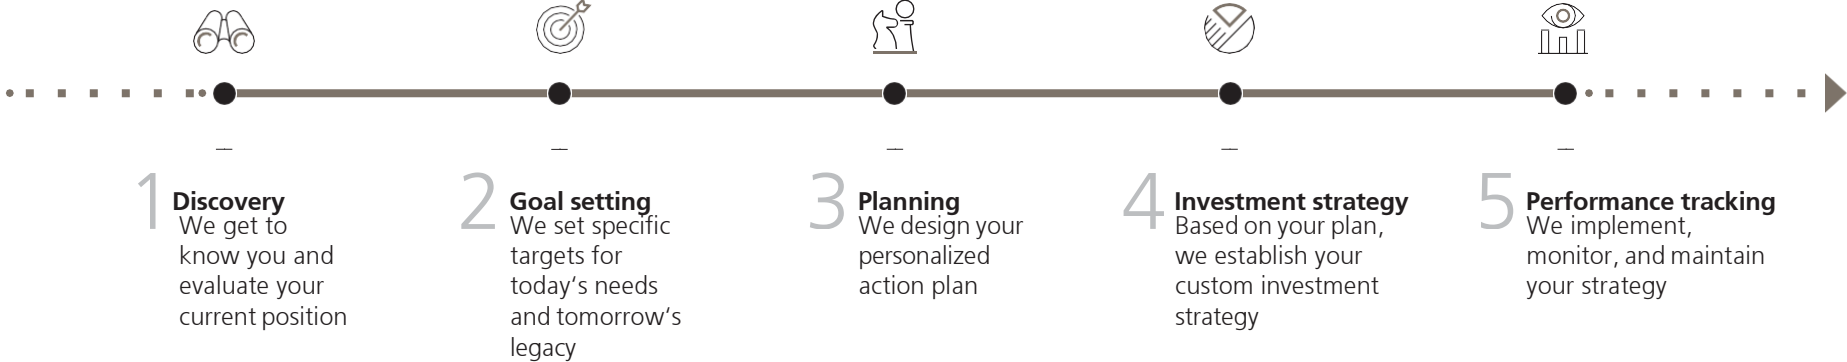 1 Discovery
We get to
know you and
evaluate your
current position
2 Goal setting
We set specific
targets for
today‘s needs
and tomorrow‘s
legacy
3 Planning
We design your
personalized
action plan
4 Investment strategy
Based on your plan,
we establish your
custom investment
strategy
5 Performance tracking
We implement,
monitor, and maintain
your strategy